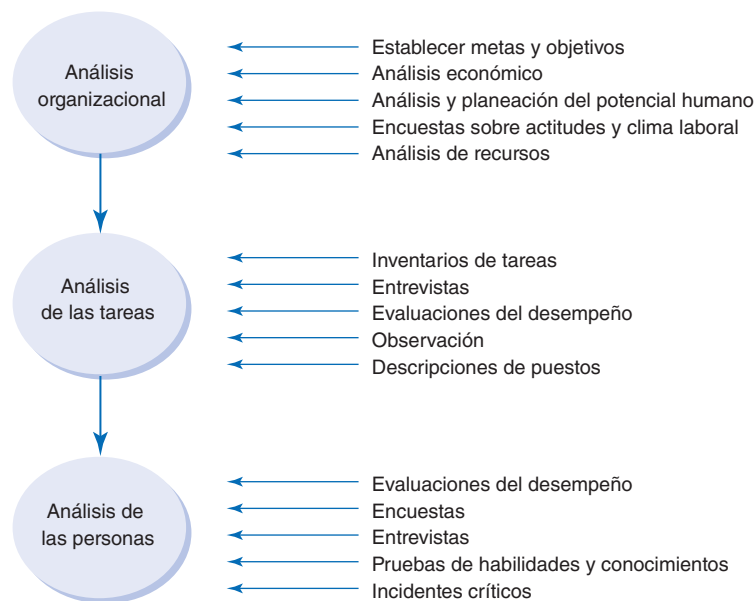 Análisis
organizacional
Establecer metas y objetivos
Análisis económico
Análisis y planeación del potencial humano
Encuestas sobre actitudes y clima laboral
Análisis de recursos
Análisis
de las tareas
Inventarios de tareas
Entrevistas
Evaluaciones del desempeño
Observación
Descripciones de puestos
Análisis de
las personas
Evaluaciones del desempeño
Encuestas
Entrevistas
Pruebas de habilidades y conocimientos
Incidentes críticos